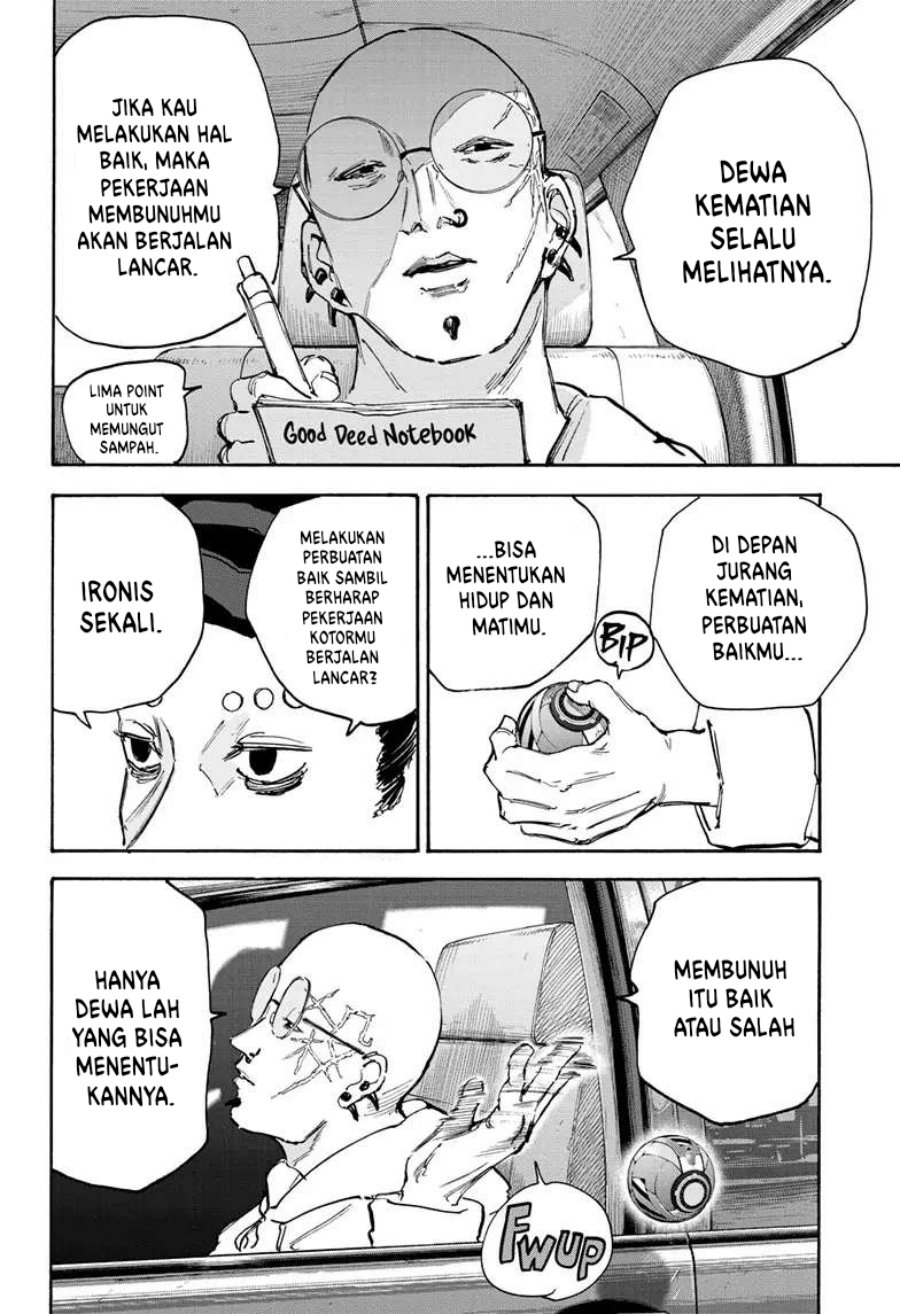 DEWA
KEMATIAN
SELALU
MELIHATNYA.
JIKA KAU
MELAKUKAN HAL
BAIK, MAKA
PEKERJAAN
MEMBUNUHMU
AKAN BERJALAN
LANCAR.
LIMA POINT
UNTUK
MEMUNGUT
SAMPAH.
Good Deed Notebook
DI DEPAN
JURANG
KEMATIAN,
PERBUATAN
BAIKMU...
...BISA
MENENTUKAN
HIDUP DAN
MATIMU.
BIP
MELAKUKAN
PERBUATAN
BAIK SAMBIL
BERHARAP
PEKERJAAN
KOTORMU
BERJALAN
LANCAR?
IRONIS
SEKALI.
MEMBUNUH
ITU BAIK
ATAU SALAH
HANYA
DEWA LAH
YANG BISA
MENENTU-
KANNYA.
FWUP